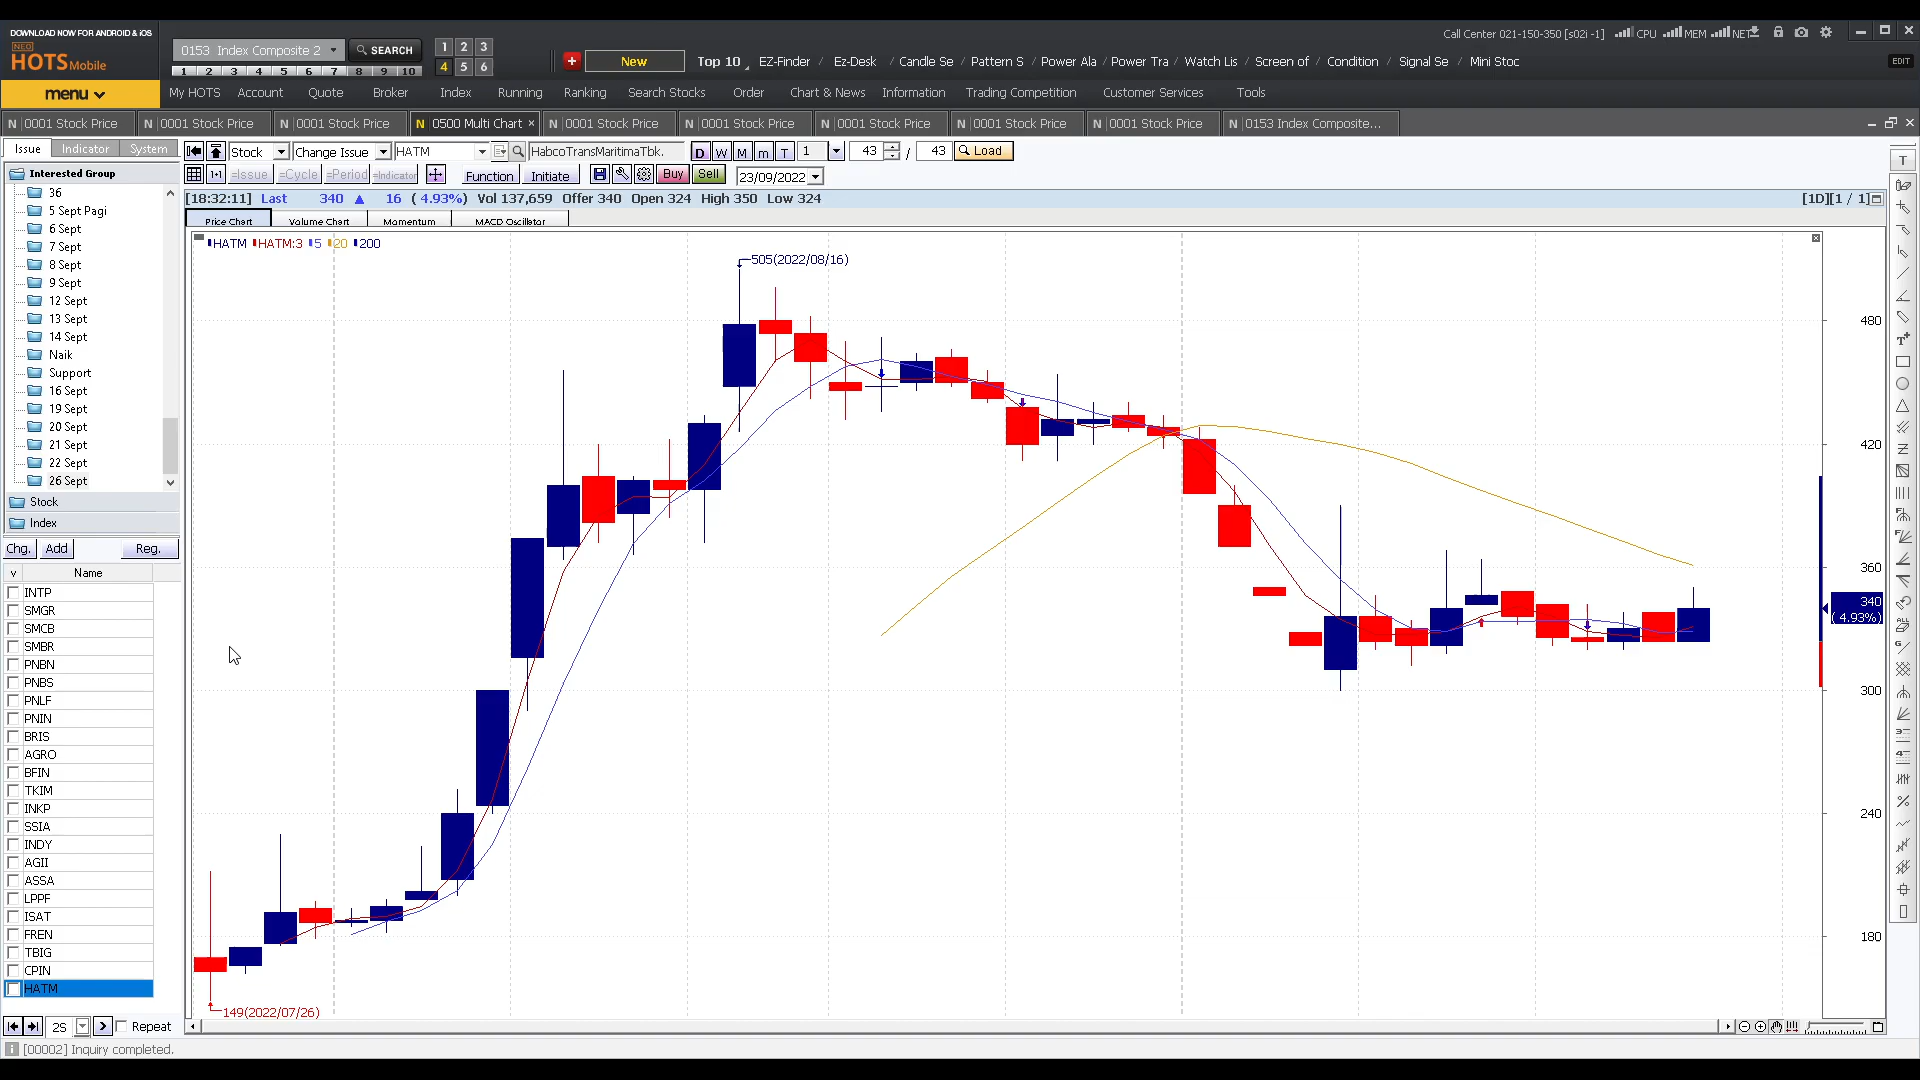 DOWNLOAD NOW FOR ANDROID & iOS
NEO
HOTS Mobile
0153 Index Composite 2
SEARCH
1 2 3 4 5 6 7 8 9 10
1 2 3
4 5 6
New
Top 10 EZ-Finder / Ez-Desk / Candle Se / Pattern S / Power Ala / Power Tra / Watch Lis / Screen of / Condition / Signal Se / Mini Stoc
Call Center 021-150-350 [s02i -1] CPU MEM NET
EDIT
menu
My HOTS Account Quote Broker Index Running Ranking Search Stocks Order Chart & News Information Trading Competition Customer Services Tools
N 0001 Stock Price N 0001 Stock Price N 0001 Stock Price N 0500 Multi Chart × N 0001 Stock Price N 0001 Stock Price N 0001 Stock Price N 0001 Stock Price N 0001 Stock Price N 0153 Index Composite...
Issue Indicator System
Stock Change Issue HATM HabcoTransMaritimaTbk. D W M m T 1 43 / 43 Load
=Issue =Cycle =Period =Indicator Function Initiate Buy Sell 23/09/2022
[18:32:11] Last 340 ▲ 16 ( 4.93%) Vol 137,659 Offer 340 Open 324 High 350 Low 324
[1D][1 / 1]
Price Chart Volume Chart Momentum MACD Oscillator
HATM HATM:3 5 20 200
505(2022/08/16)
149(2022/07/26)
480
420
360
340
( 4.93%)
300
240
180
Interested Group
36
5 Sept Pagi
6 Sept
7 Sept
8 Sept
9 Sept
12 Sept
13 Sept
14 Sept
Naik
Support
16 Sept
19 Sept
20 Sept
21 Sept
22 Sept
26 Sept
Stock
Index
Chg. Add Reg.
v Name
INTP
SMGR
SMCB
SMBR
PNBN
PNBS
PNLF
PNIN
BRIS
AGRO
BFIN
TKIM
INKP
SSIA
INDY
AGII
ASSA
LPPF
ISAT
FREN
TBIG
CPIN
HATM
2S Repeat
[00002] Inquiry completed.